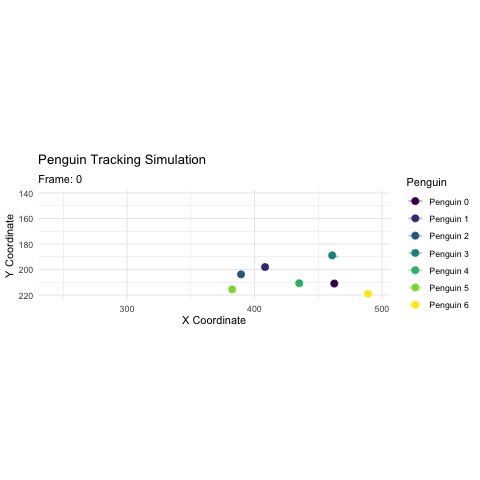 Penguin Tracking Simulation
Frame: 0
Y Coordinate
140
160
180
200
220
300
400
500
X Coordinate
Penguin
Penguin 0
Penguin 1
Penguin 2
Penguin 3
Penguin 4
Penguin 5
Penguin 6